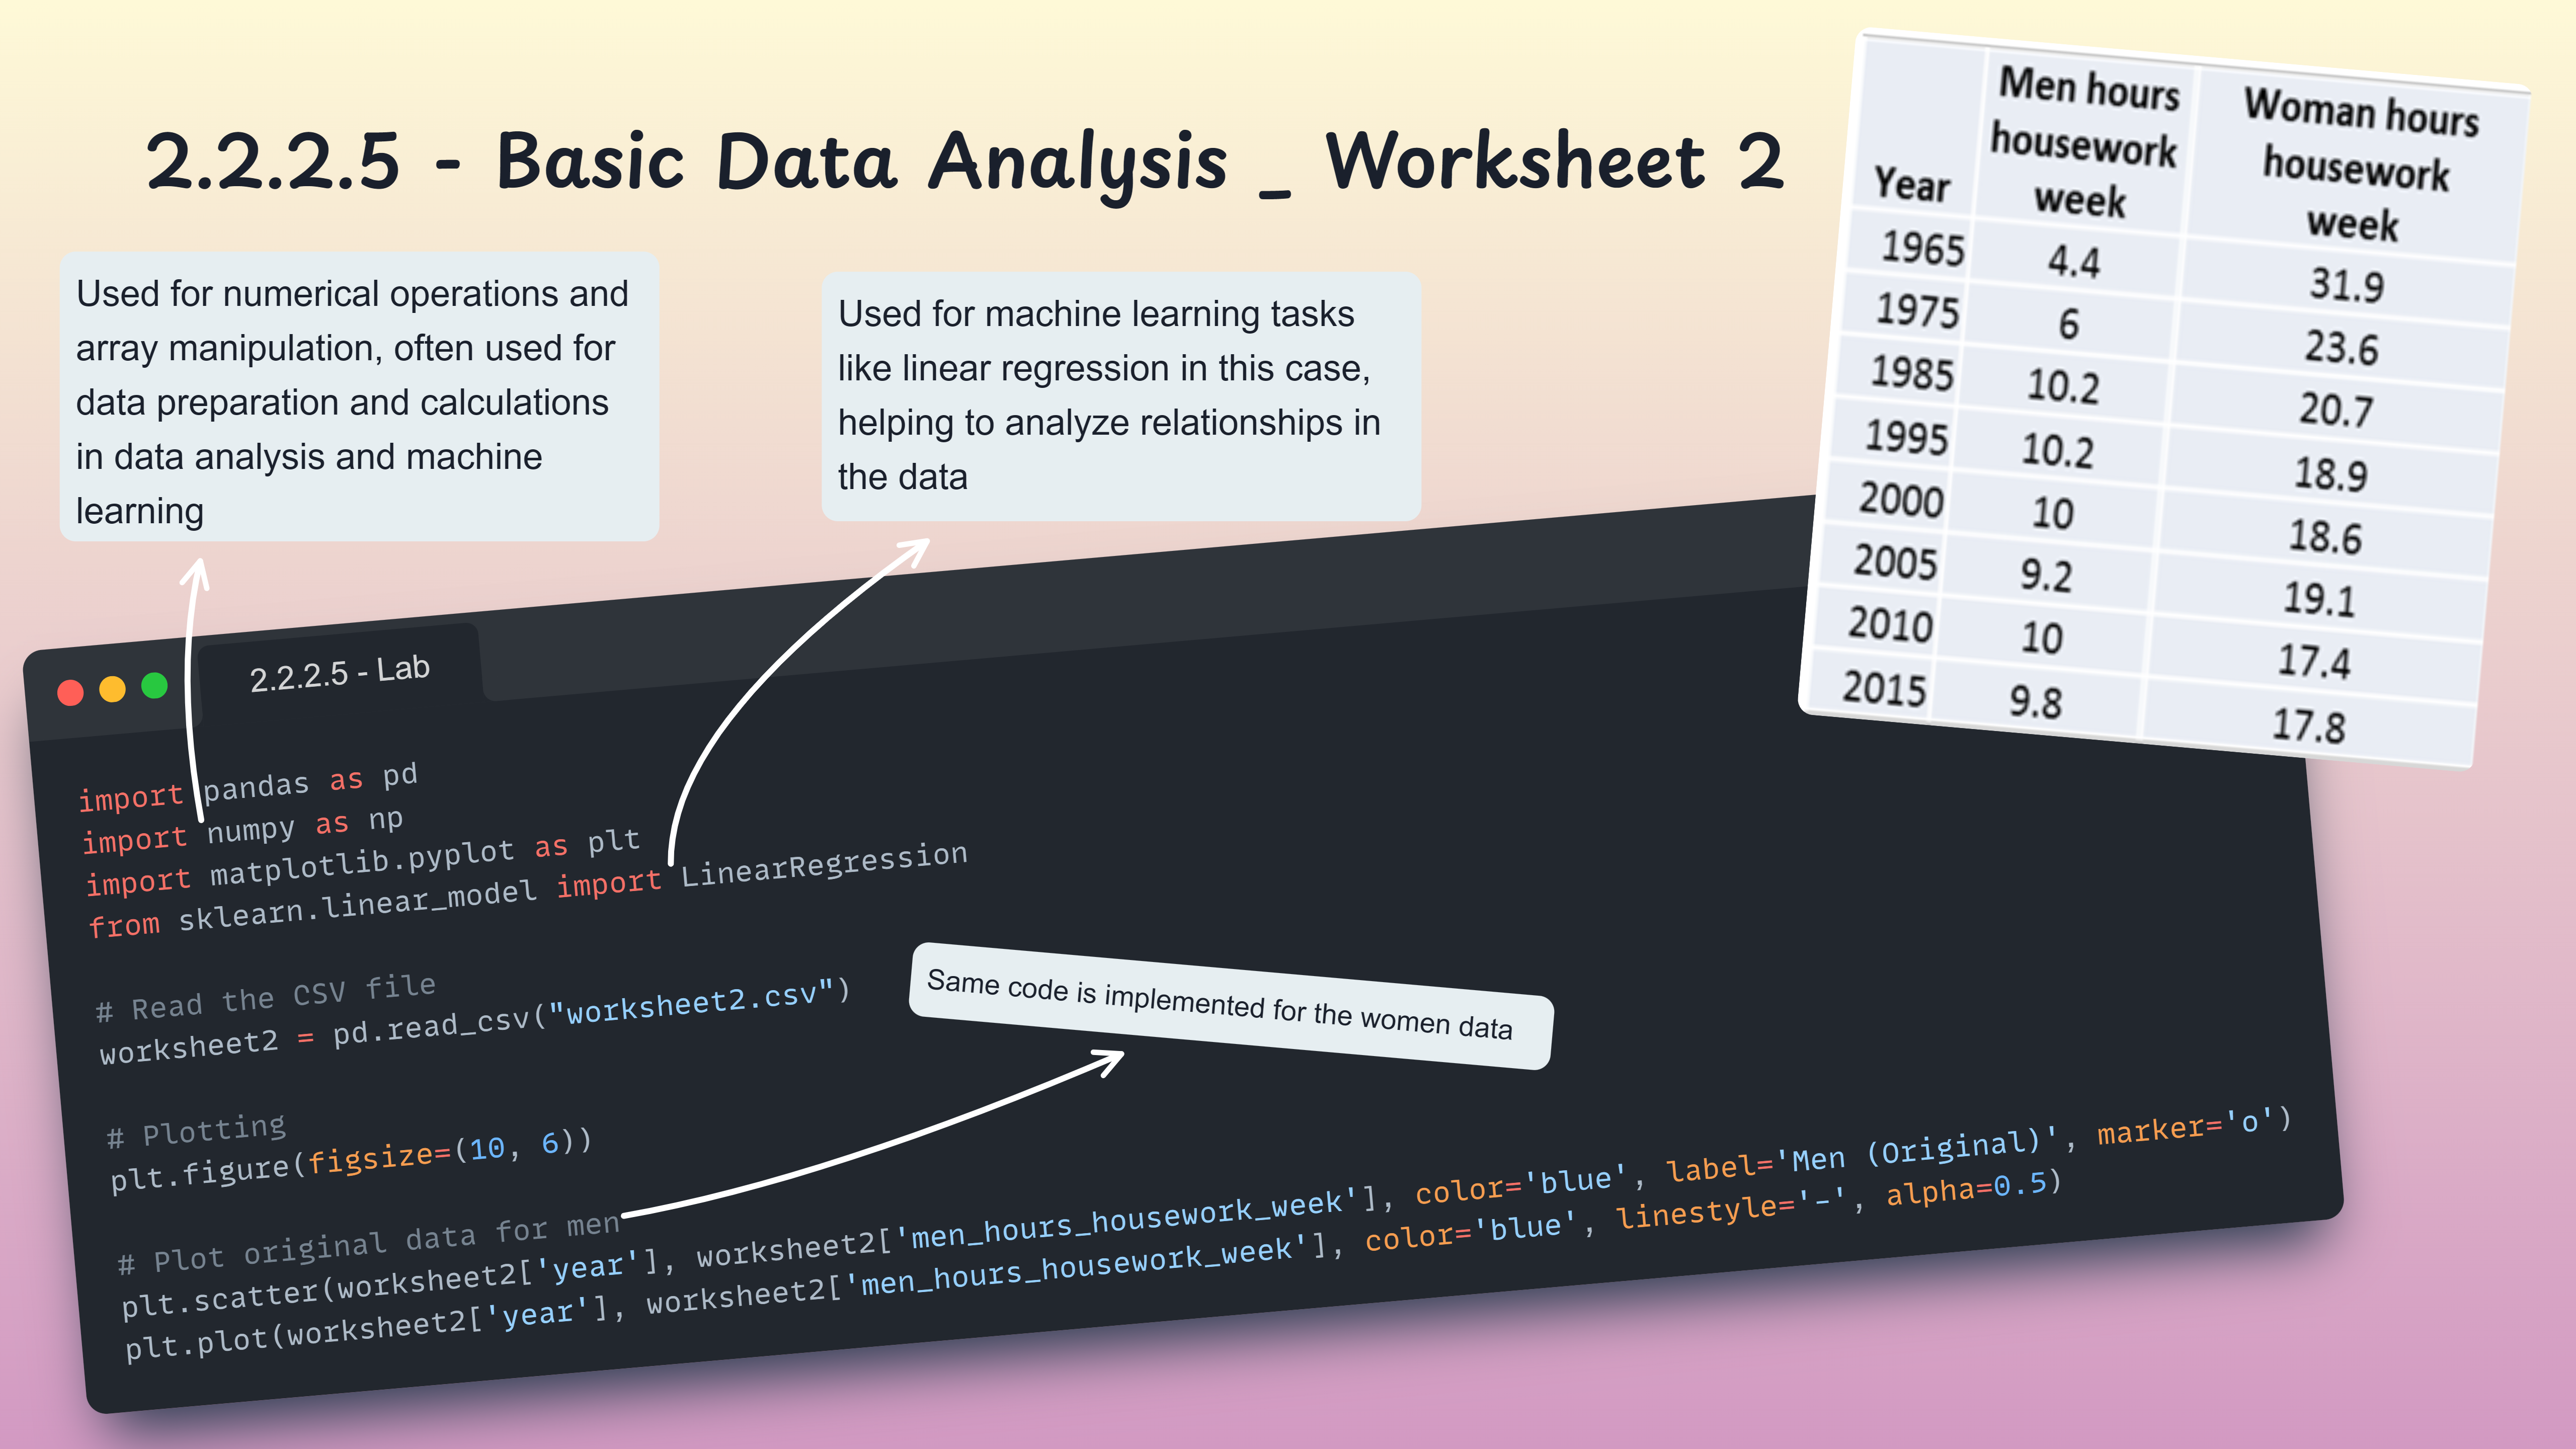 2.2.2.5 - Basic Data Analysis _ Worksheet 2
Used for numerical operations and
array manipulation, often used for
data preparation and calculations
in data analysis and machine
learning
Used for machine learning tasks
like linear regression in this case,
helping to analyze relationships in
the data
Year Men hours housework week Woman hours housework week
1965 4.4 31.9
1975 6 23.6
1985 10.2 20.7
1995 10.2 18.9
2000 10 18.6
2005 9.2 19.1
2010 10 17.4
2015 9.8 17.8
2.2.2.5 - Lab
import pandas as pd
import numpy as np
import matplotlib.pyplot as plt
from sklearn.linear_model import LinearRegression
# Read the CSV file
worksheet2 = pd.read_csv("worksheet2.csv")
Same code is implemented for the women data
# Plotting
plt.figure(figsize=(10, 6))
# Plot original data for men
plt.scatter(worksheet2['year'], worksheet2['men_hours_housework_week'], color='blue', label='Men (Original)', marker='o')
plt.plot(worksheet2['year'], worksheet2['men_hours_housework_week'], color='blue', linestyle='-', alpha=0.5)